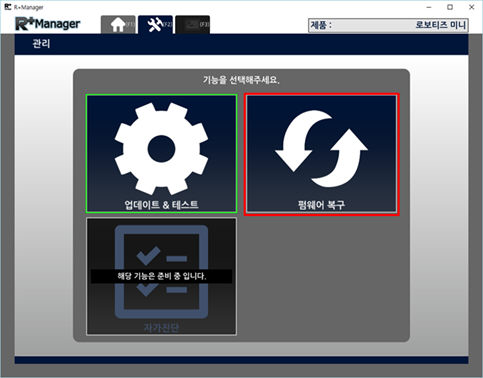 R+Manager
R+Manager
(F1)
(F2)
(F3)
제품 : 로보티즈 미니
관리
기능을 선택해주세요.
업데이트 & 테스트
펌웨어 복구
해당 기능은 준비 중 입니다.
자가진단